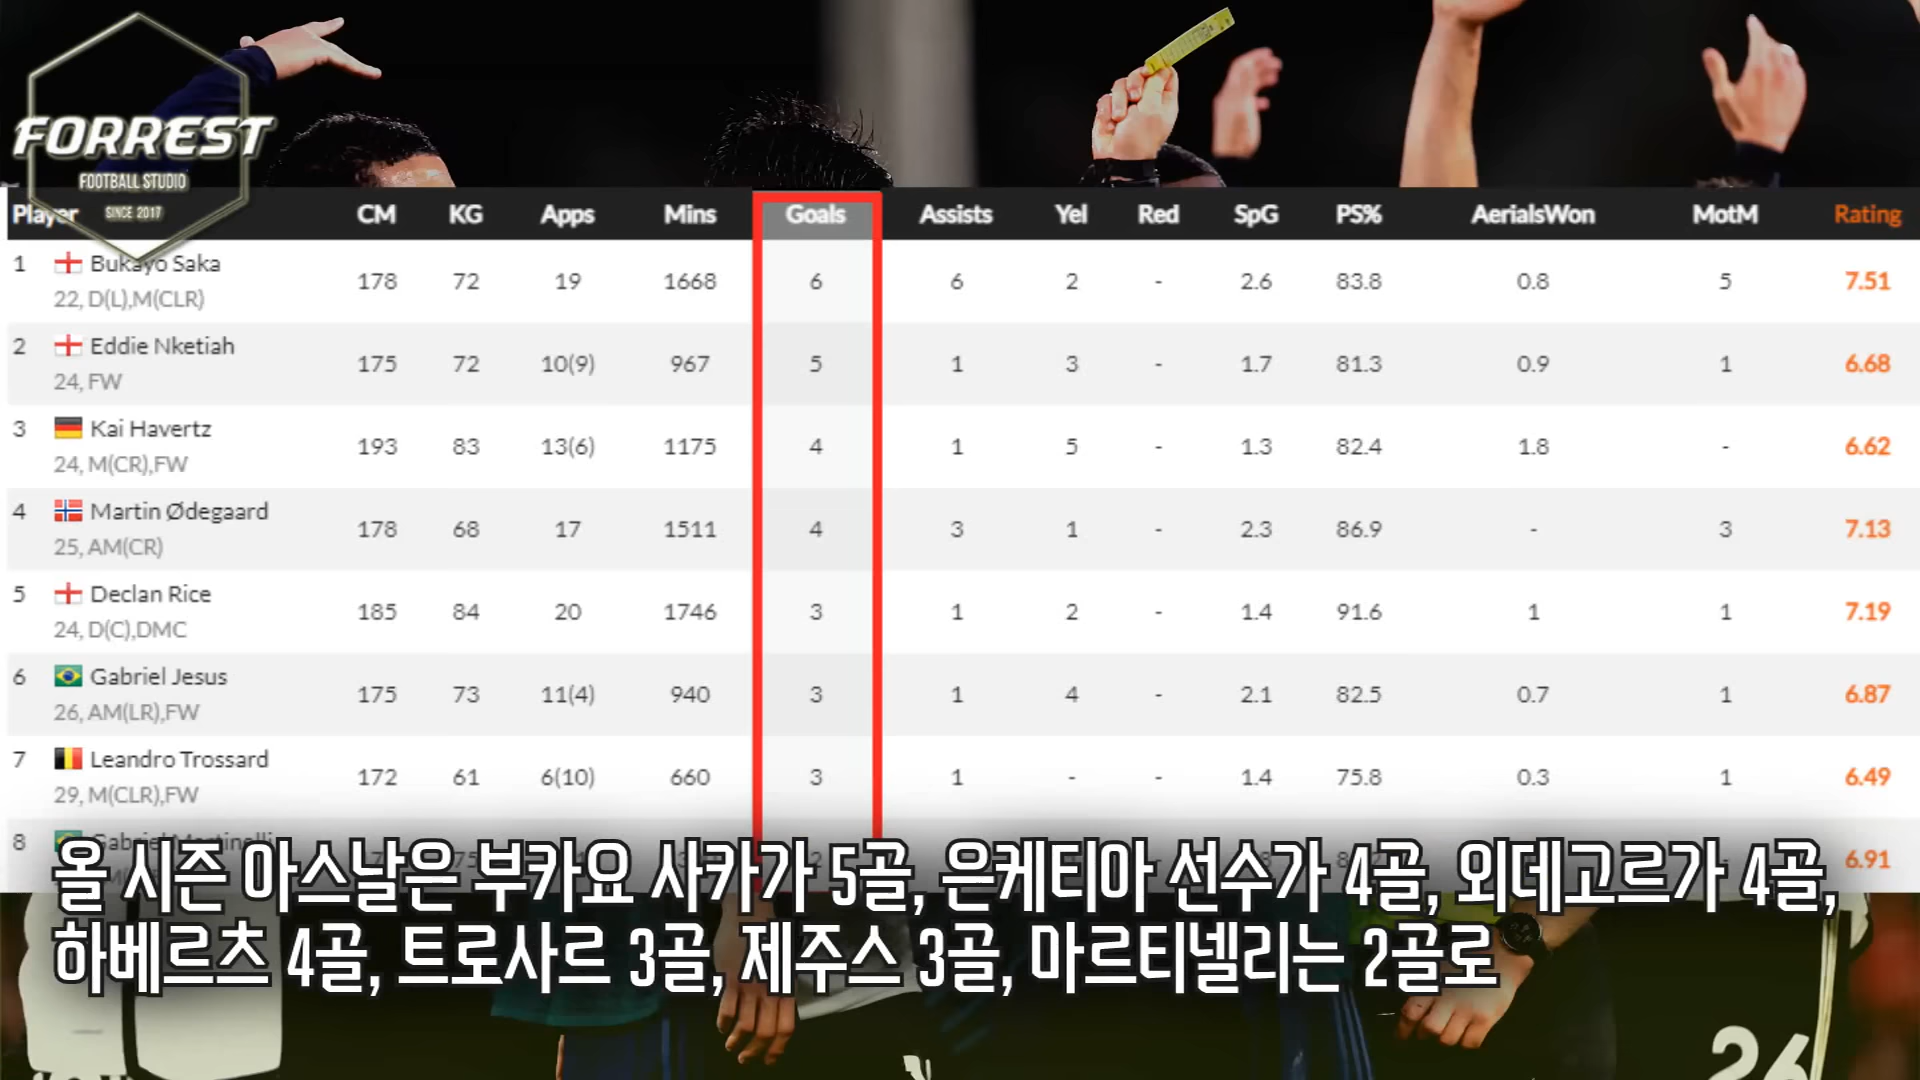 FORREST
FOOTBALL STUDIO
SINCE 2017
Player CM KG Apps Mins Goals Assists Yel Red SpG PS% AerialsWon MotM Rating
1 Bukayo Saka 178 72 19 1668 6 6 2 - 2.6 83.8 0.8 5 7.51
22, D(L),M(CLR)
2 Eddie Nketiah 175 72 10(9) 967 5 1 3 - 1.7 81.3 0.9 1 6.68
24, FW
3 Kai Havertz 193 83 13(6) 1175 4 1 5 - 1.3 82.4 1.8 - 6.62
24, M(CR),FW
4 Martin Ødegaard 178 68 17 1511 4 3 1 - 2.3 86.9 - 3 7.13
25, AM(CR)
5 Declan Rice 185 84 20 1746 3 1 2 - 1.4 91.6 1 1 7.19
24, D(C),DMC
6 Gabriel Jesus 175 73 11(4) 940 3 1 4 - 2.1 82.5 0.7 1 6.87
26, AM(LR),FW
7 Leandro Trossard 172 61 6(10) 660 3 1 - - 1.4 75.8 0.3 1 6.49
29, M(CLR),FW
8 Gabriel Martinelli 6.91
올 시즌 아스날은 부카요 사카가 5골, 은케티아 선수가 4골, 외데고르가 4골,
하베르츠 4골, 트로사르 3골, 제주스 3골, 마르티넬리는 2골로
26